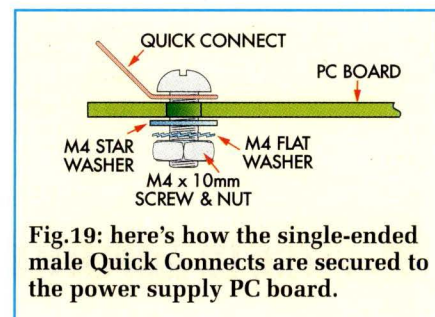 QUICK CONNECT
PC BOARD
M4 STAR
WASHER
M4 FLAT
WASHER
M4 x 10mm
SCREW & NUT
Fig.19: here's how the single-ended
male Quick Connects are secured to
the power supply PC board.